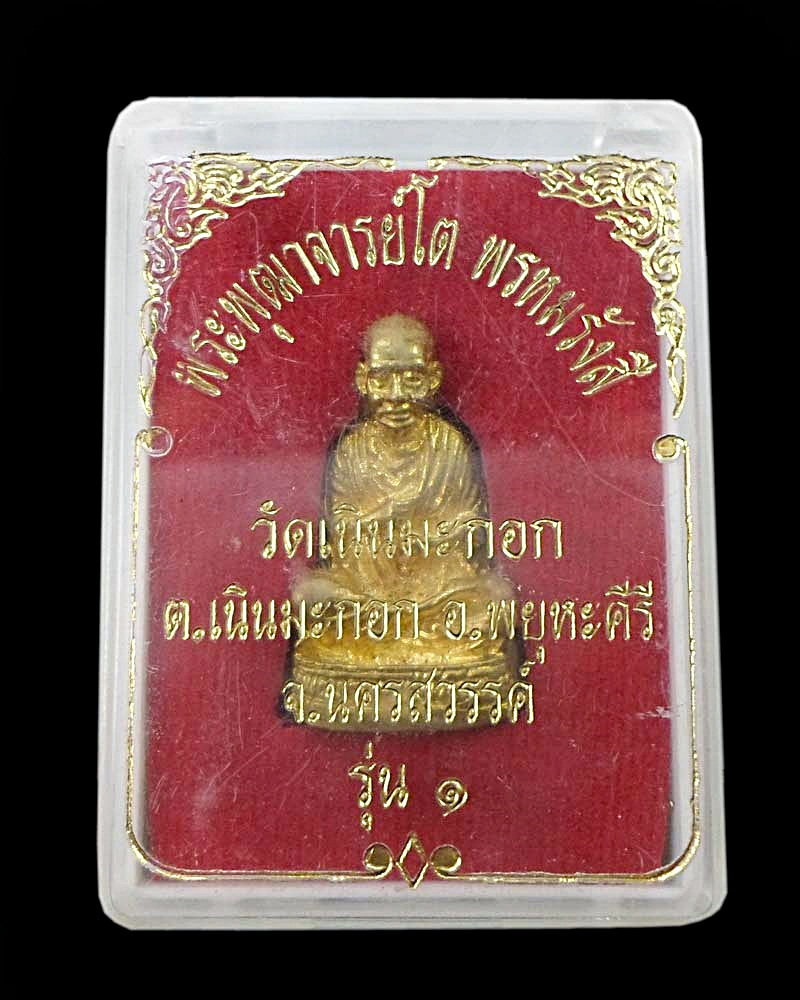 พระพุฒาจารย์โต พรหมรังสี
วัดเนินมะกอก
ต.เนินมะกอก อ.พยุหะคีรี
จ.นครสวรรค์
รุ่น ๑